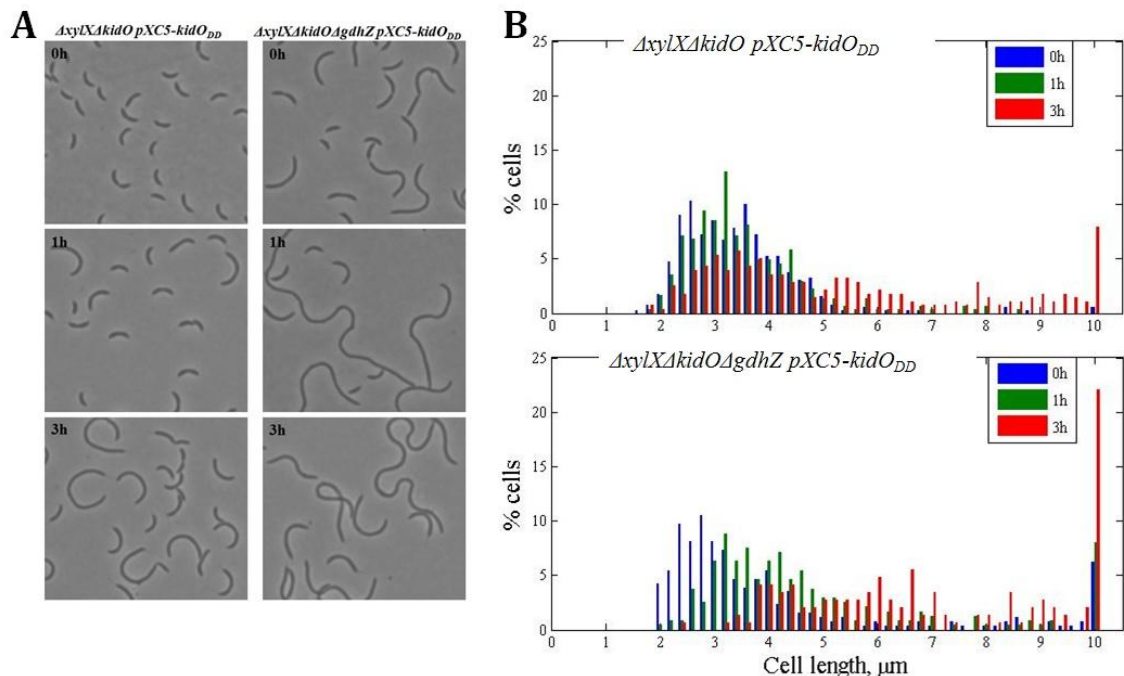 A
ΔxylXΔkidO pXC5-kidODD
ΔxylXΔkidOΔgdhZ pXC5-kidODD
0h
0h
1h
1h
3h
3h
B
ΔxylXΔkidO pXC5-kidODD
0h
1h
3h
% cells
25
20
15
10
5
0
0 1 2 3 4 5 6 7 8 9 10
ΔxylXΔkidOΔgdhZ pXC5-kidODD
0h
1h
3h
% cells
25
20
15
10
5
0
0 1 2 3 4 5 6 7 8 9 10
Cell length, μm